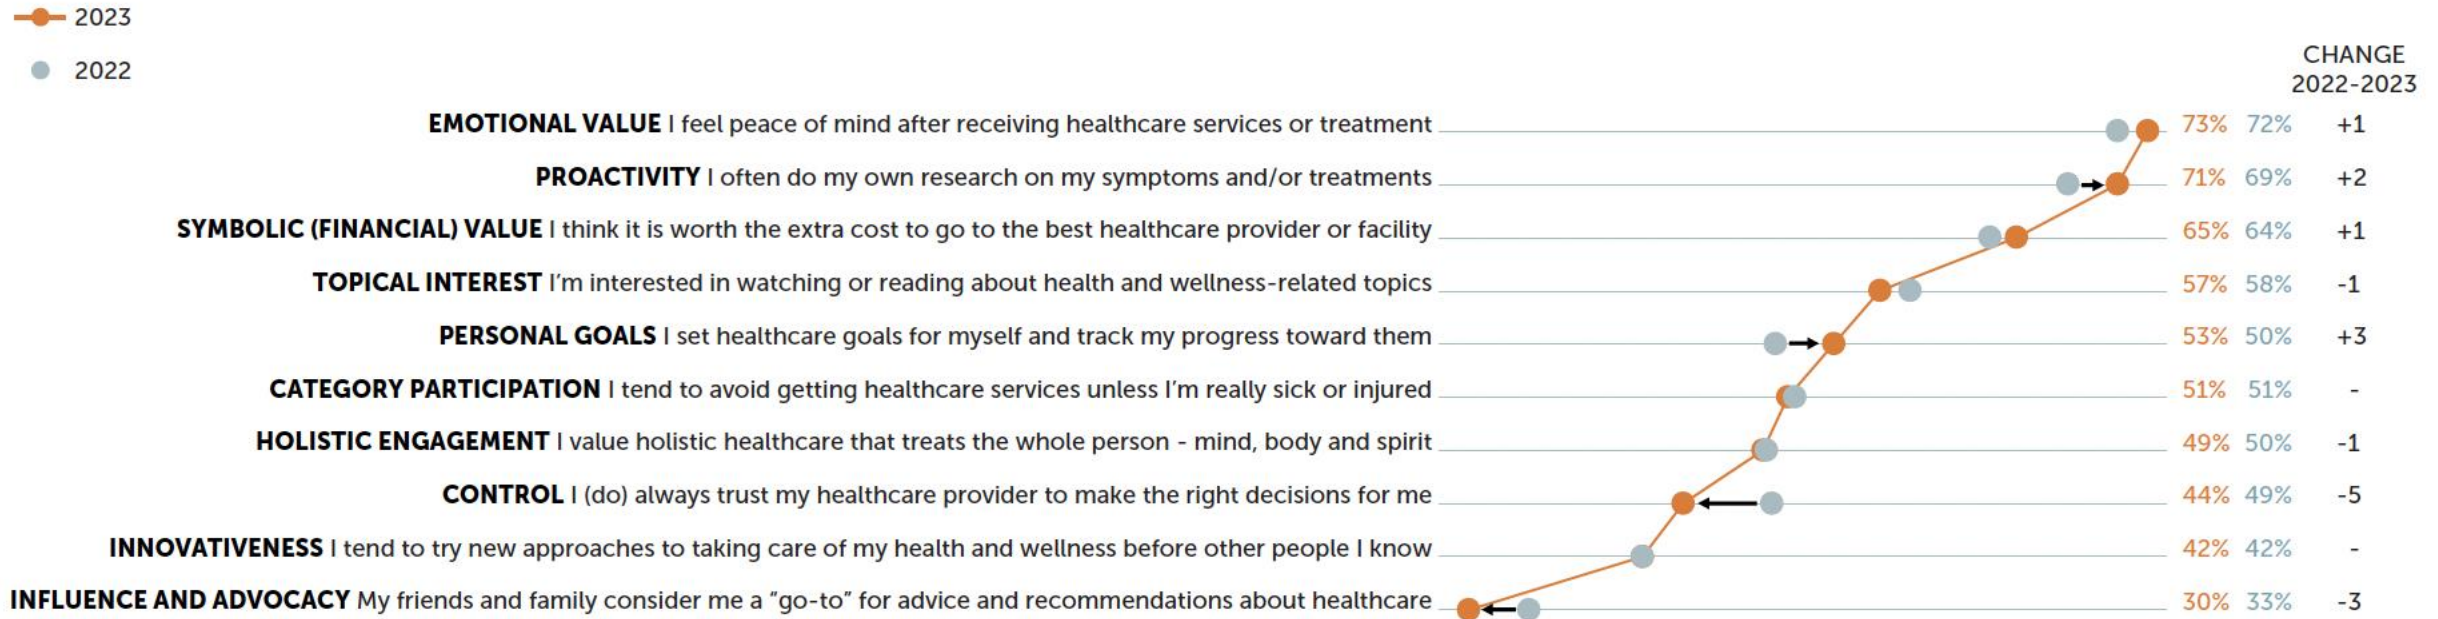 2023
2022
CHANGE
2022-2023
EMOTIONAL VALUE I feel peace of mind after receiving healthcare services or treatment 73% 72% +1
PROACTIVITY I often do my own research on my symptoms and/or treatments 71% 69% +2
SYMBOLIC (FINANCIAL) VALUE I think it is worth the extra cost to go to the best healthcare provider or facility 65% 64% +1
TOPICAL INTEREST I’m interested in watching or reading about health and wellness-related topics 57% 58% -1
PERSONAL GOALS I set healthcare goals for myself and track my progress toward them 53% 50% +3
CATEGORY PARTICIPATION I tend to avoid getting healthcare services unless I’m really sick or injured 51% 51% -
HOLISTIC ENGAGEMENT I value holistic healthcare that treats the whole person - mind, body and spirit 49% 50% -1
CONTROL I (do) always trust my healthcare provider to make the right decisions for me 44% 49% -5
INNOVATIVENESS I tend to try new approaches to taking care of my health and wellness before other people I know 42% 42% -
INFLUENCE AND ADVOCACY My friends and family consider me a “go-to” for advice and recommendations about healthcare 30% 33% -3